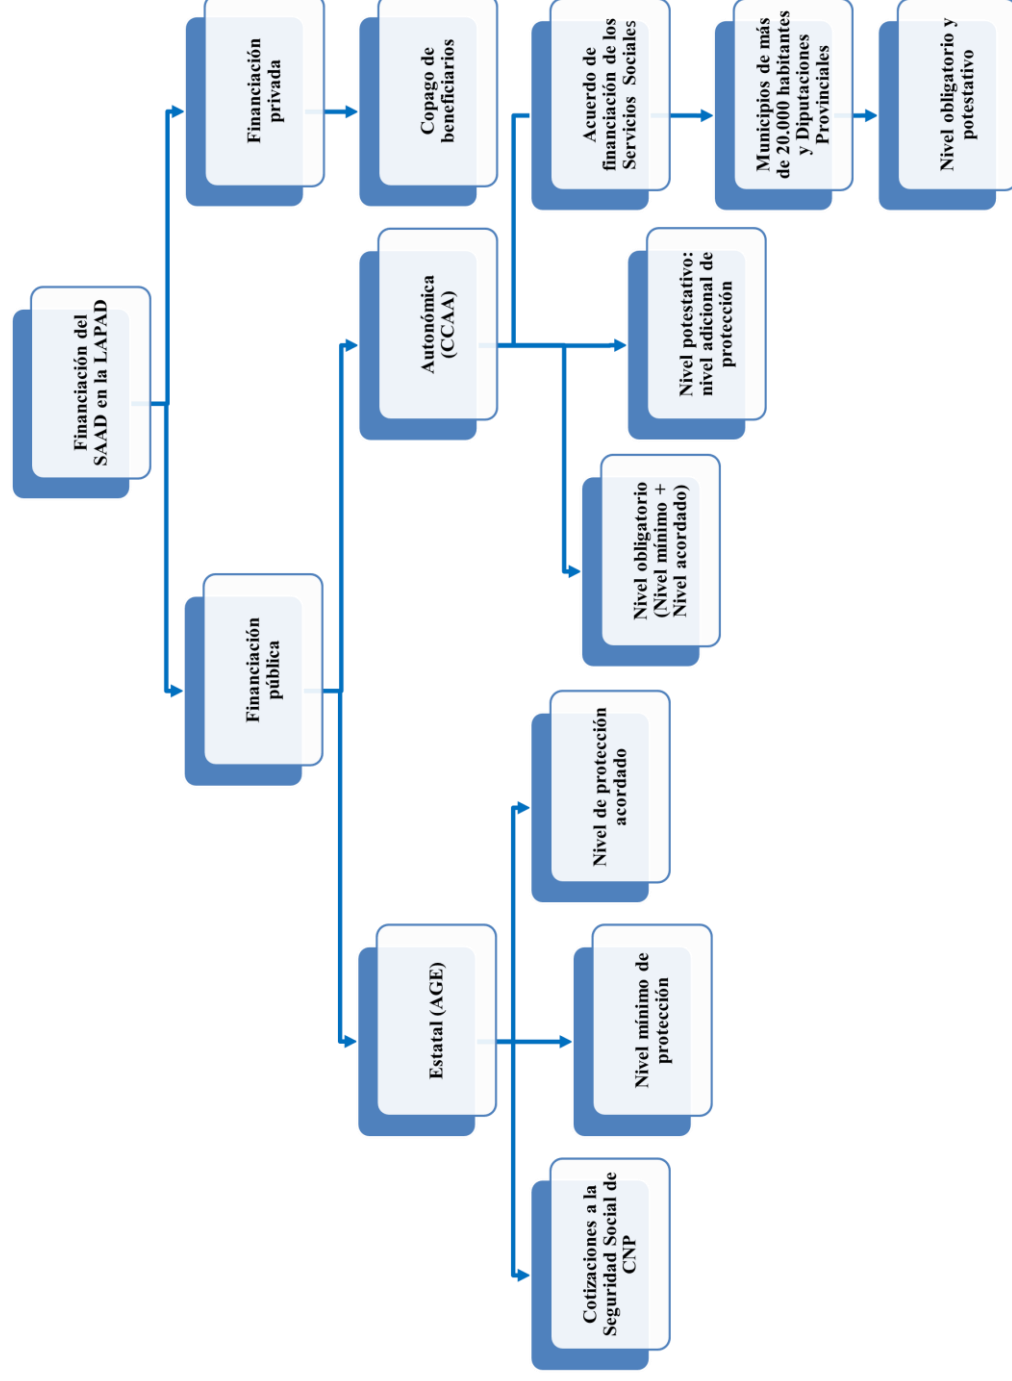 Financiación del
SAAD en la LAPAD
Financiación
pública
Financiación
privada
Estatal (AGE)
Autonómica
(CCAA)
Copago de
beneficiarios
Cotizaciones a la
Seguridad Social de
CNP
Nivel mínimo de
protección
Nivel de protección
acordado
Nivel obligatorio
(Nivel mínimo +
Nivel acordado)
Nivel potestativo:
nivel adicional de
protección
Acuerdo de
financiación de los
Servicios Sociales
Municipios de más
de 20.000 habitantes
y Diputaciones
Provinciales
Nivel obligatorio y
potestativo